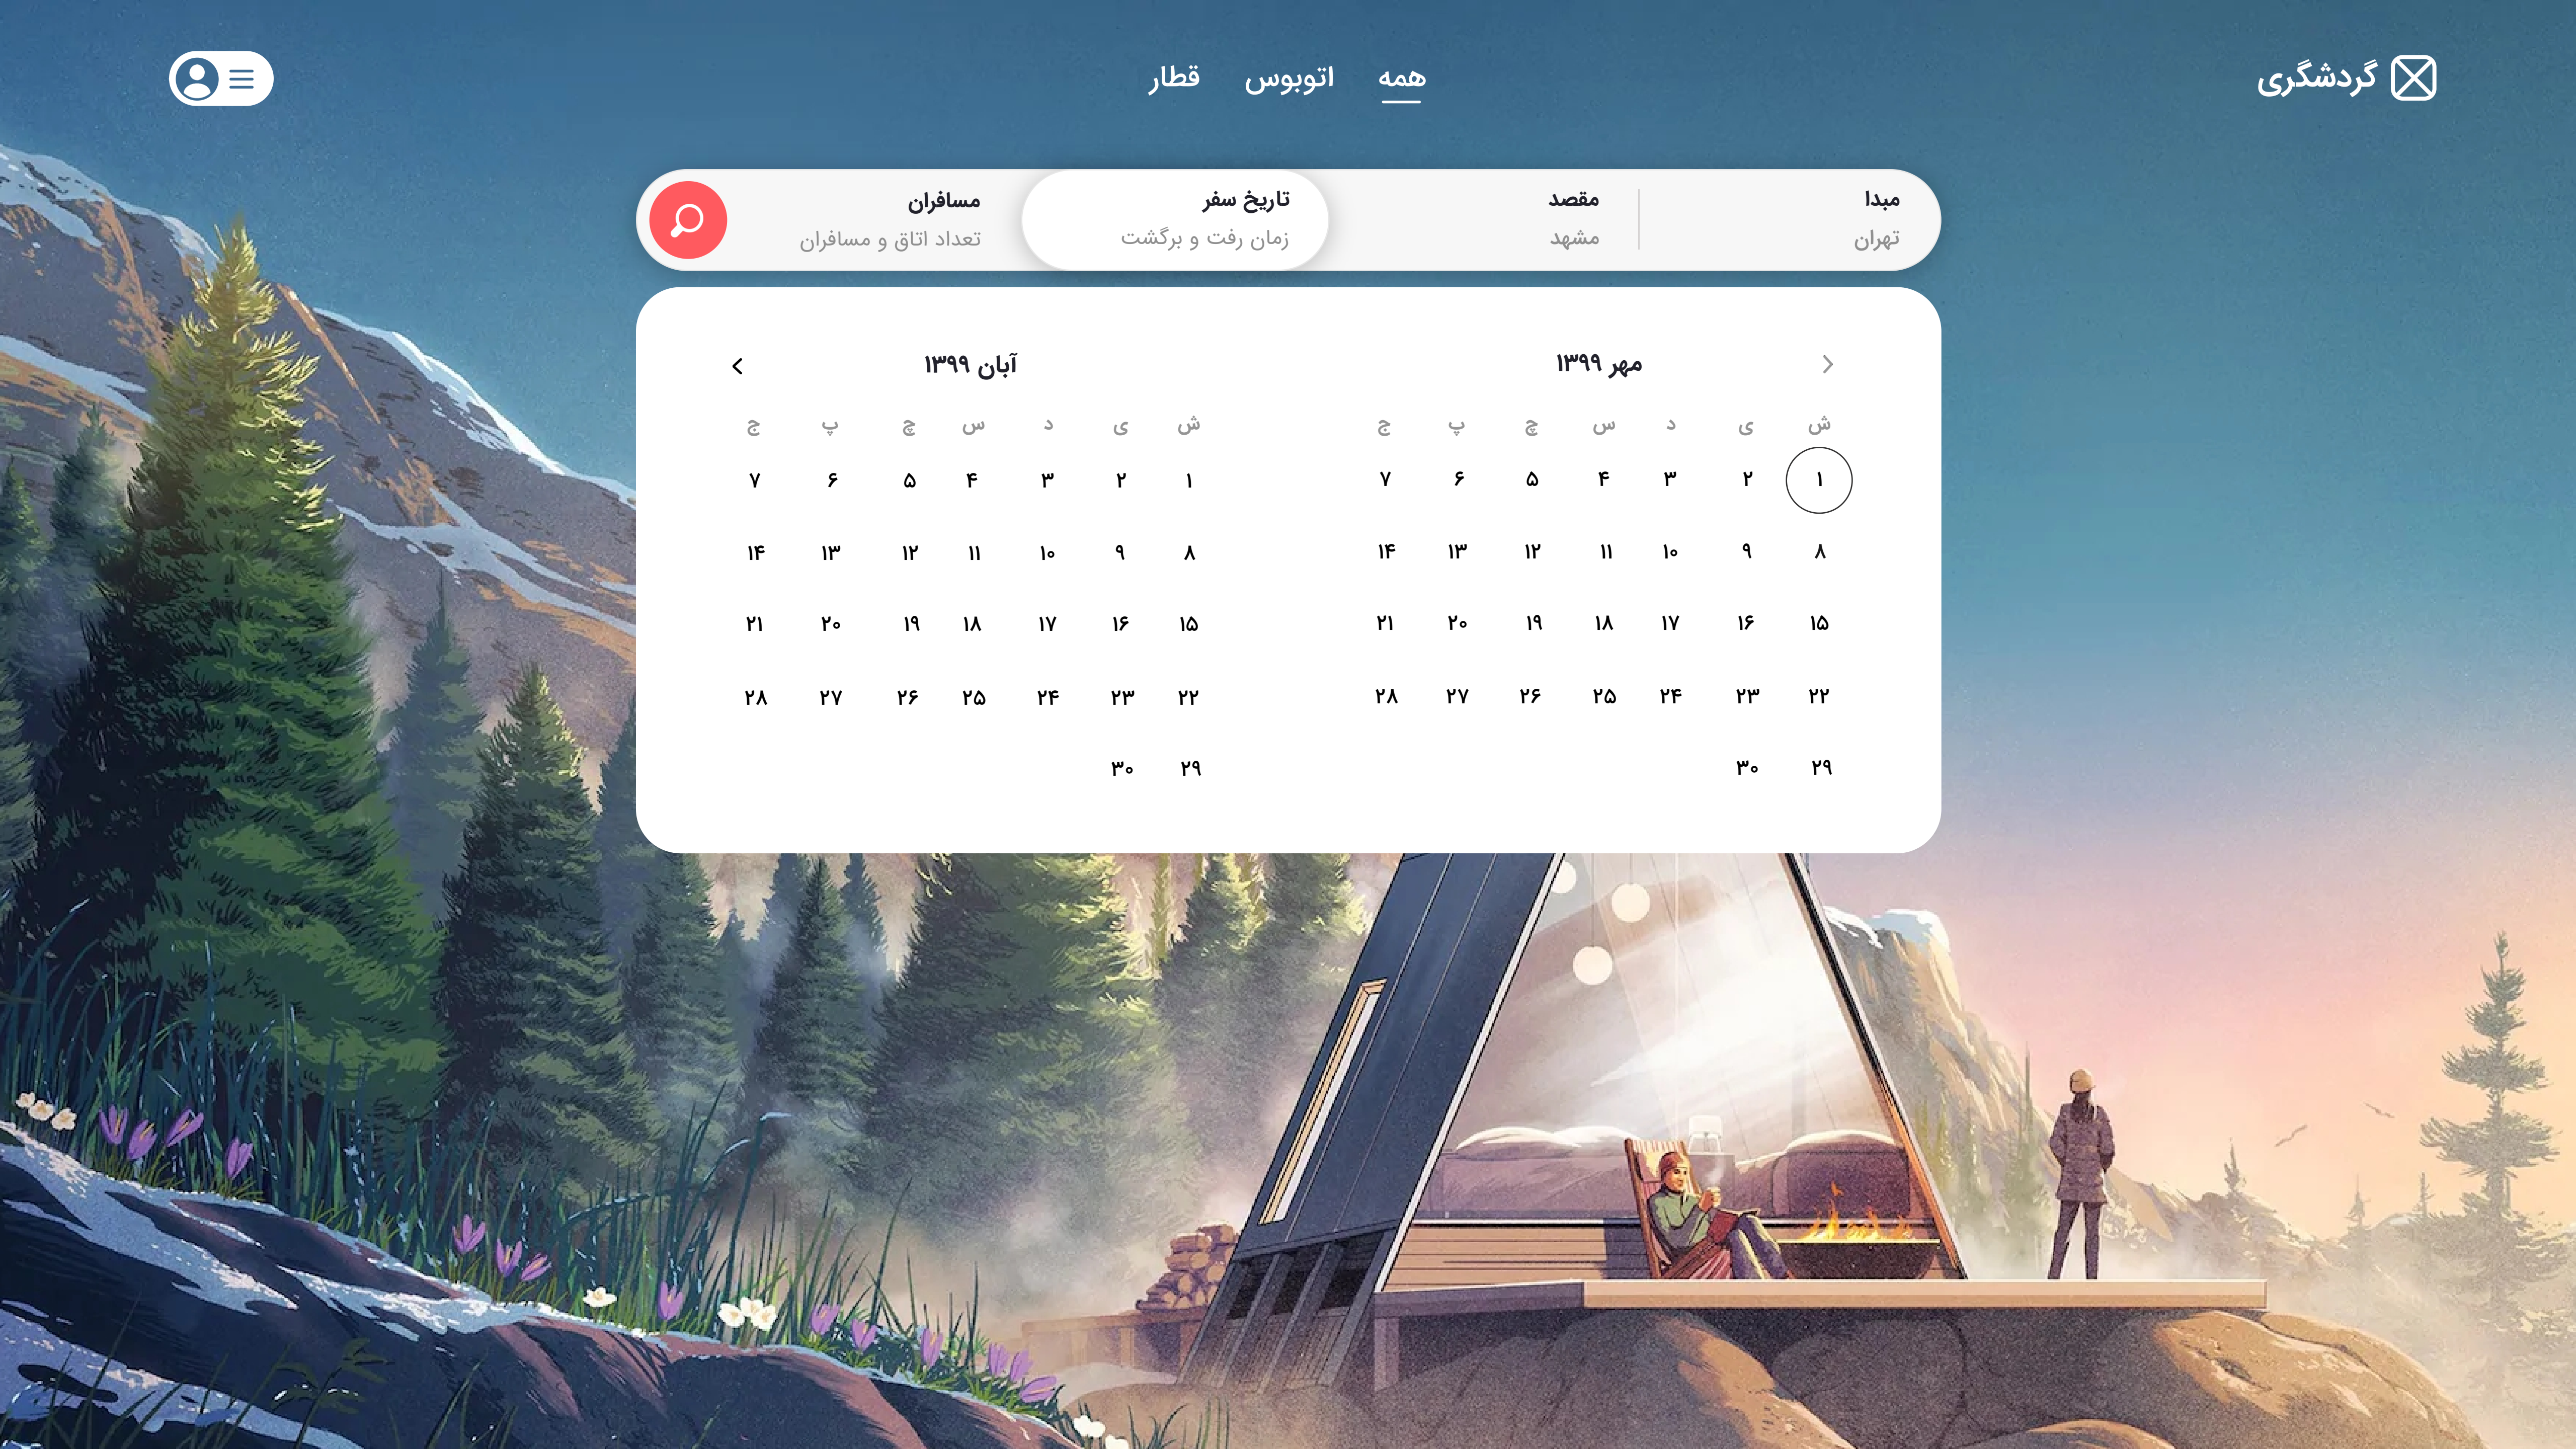 گردشگری
همه اتوبوس قطار
مبدا
تهران
مقصد
مشهد
تاریخ سفر
زمان رفت و برگشت
مسافران
تعداد اتاق و مسافران
مهر ۱۳۹۹
ش ی د س چ پ ج
۱ ۲ ۳ ۴ ۵ ۶ ۷
۸ ۹ ۱۰ ۱۱ ۱۲ ۱۳ ۱۴
۱۵ ۱۶ ۱۷ ۱۸ ۱۹ ۲۰ ۲۱
۲۲ ۲۳ ۲۴ ۲۵ ۲۶ ۲۷ ۲۸
۲۹ ۳۰
آبان ۱۳۹۹
ش ی د س چ پ ج
۱ ۲ ۳ ۴ ۵ ۶ ۷
۸ ۹ ۱۰ ۱۱ ۱۲ ۱۳ ۱۴
۱۵ ۱۶ ۱۷ ۱۸ ۱۹ ۲۰ ۲۱
۲۲ ۲۳ ۲۴ ۲۵ ۲۶ ۲۷ ۲۸
۲۹ ۳۰